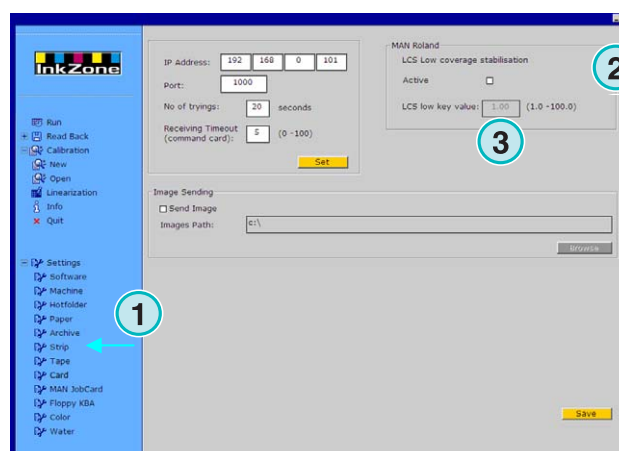 InkZone
Run
Read Back
Calibration
New
Open
Linearization
Info
Quit
Settings
Software
Machine
Hotfolder
Paper
Archive
Strip
Tape
Card
MAN JobCard
Floppy KBA
Color
Water
1
IP Address: 192 168 0 101
Port: 1000
No of tryings: 20 seconds
Receiving Timeout
(command card): 5 (0 -100)
Set
MAN Roland
LCS Low coverage stabilisation
Active
LCS low key value: 1.00 (1.0 -100.0)
2
3
Image Sending
Send Image
Images Path: c:\
Browse
Save